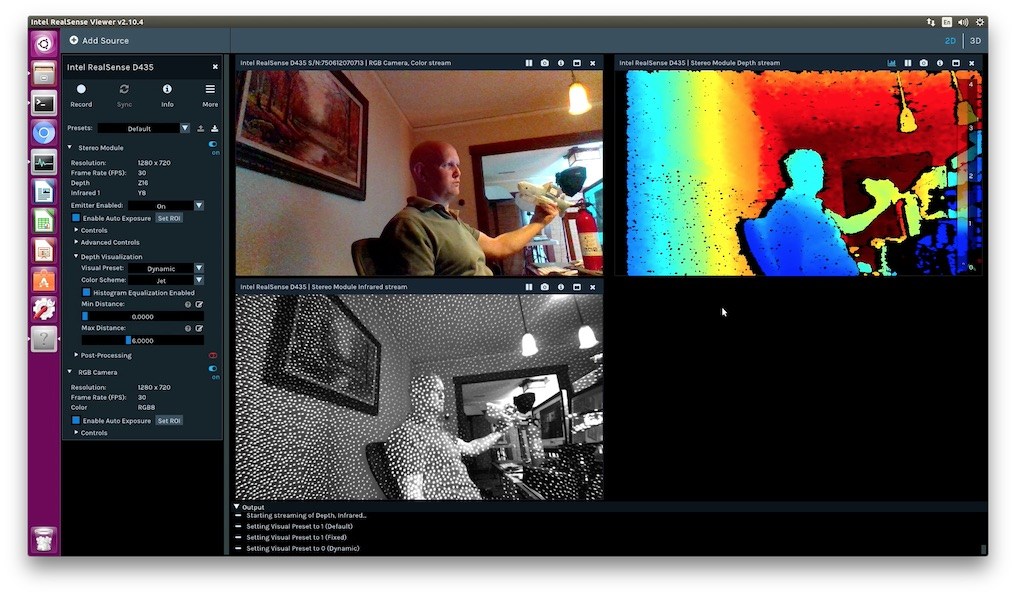 Intel RealSense Viewer v2.10.4
En
Add Source
2D
3D
Intel RealSense D435
Record
Sync
Info
More
Presets:
Default
Stereo Module
on
Resolution: 1280 x 720
Frame Rate (FPS): 30
Depth Z16
Infrared 1 Y8
Emitter Enabled: On
Enable Auto Exposure Set ROI
Controls
Advanced Controls
Depth Visualization
Visual Preset: Dynamic
Color Scheme: Jet
Histogram Equalization Enabled
Min Distance:
0.0000
Max Distance:
6.0000
Post-Processing
RGB Camera
on
Resolution: 1280 x 720
Frame Rate (FPS): 30
Color RGB8
Enable Auto Exposure Set ROI
Controls
Intel RealSense D435 S/N:750612070713 | RGB Camera, Color stream
Intel RealSense D435 | Stereo Module Depth stream
4
3
2
1
0
Intel RealSense D435 | Stereo Module Infrared stream
Output
Starting streaming of Depth, Infrared...
Setting Visual Preset to 1 (Default)
Setting Visual Preset to 1 (Fixed)
Setting Visual Preset to 0 (Dynamic)